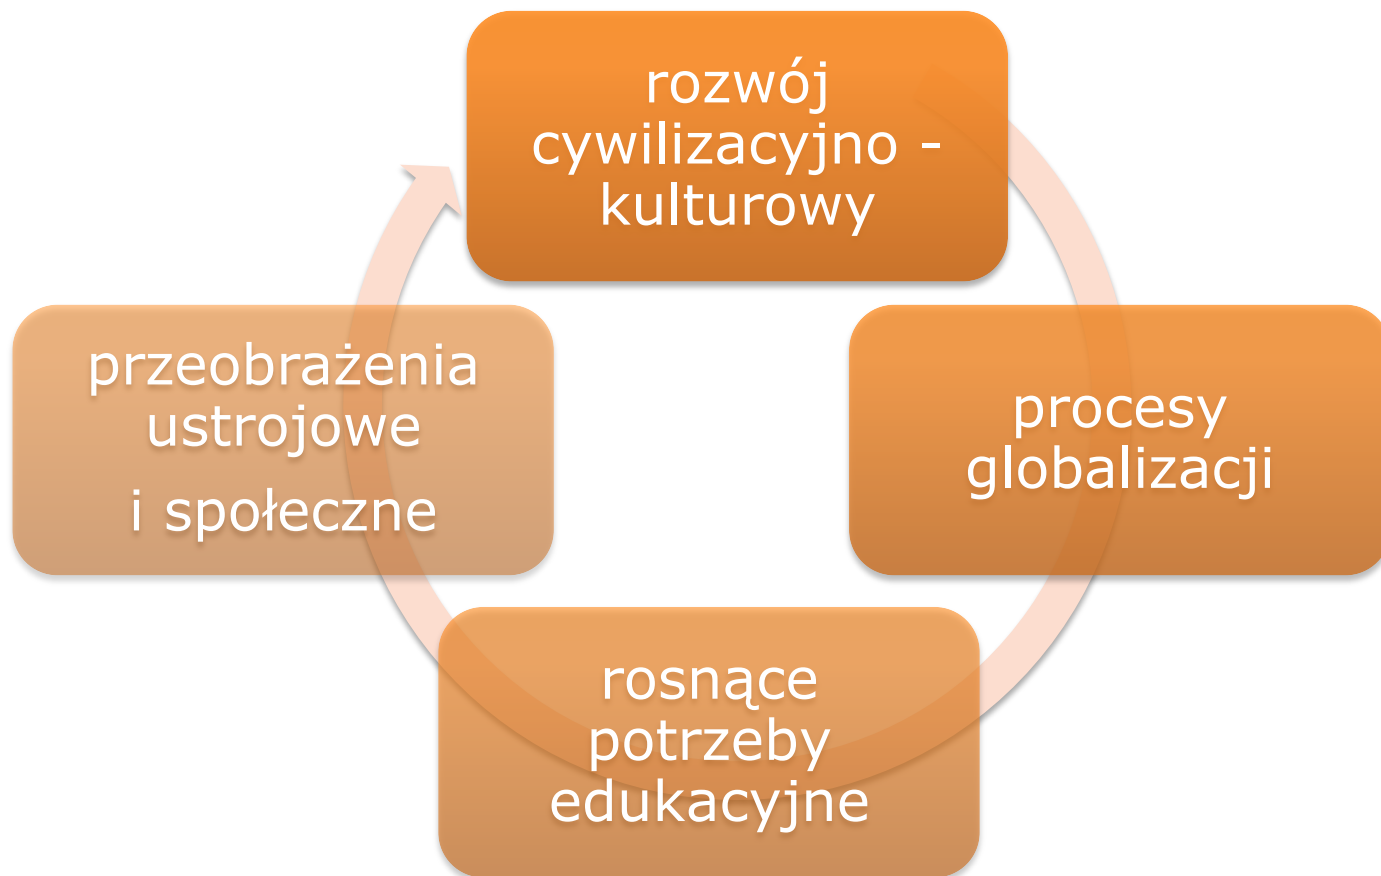 rozwój
cywilizacyjno -
kulturowy
procesy
globalizacji
rosnące
potrzeby
edukacyjne
przeobrażenia
ustrojowe
i społeczne